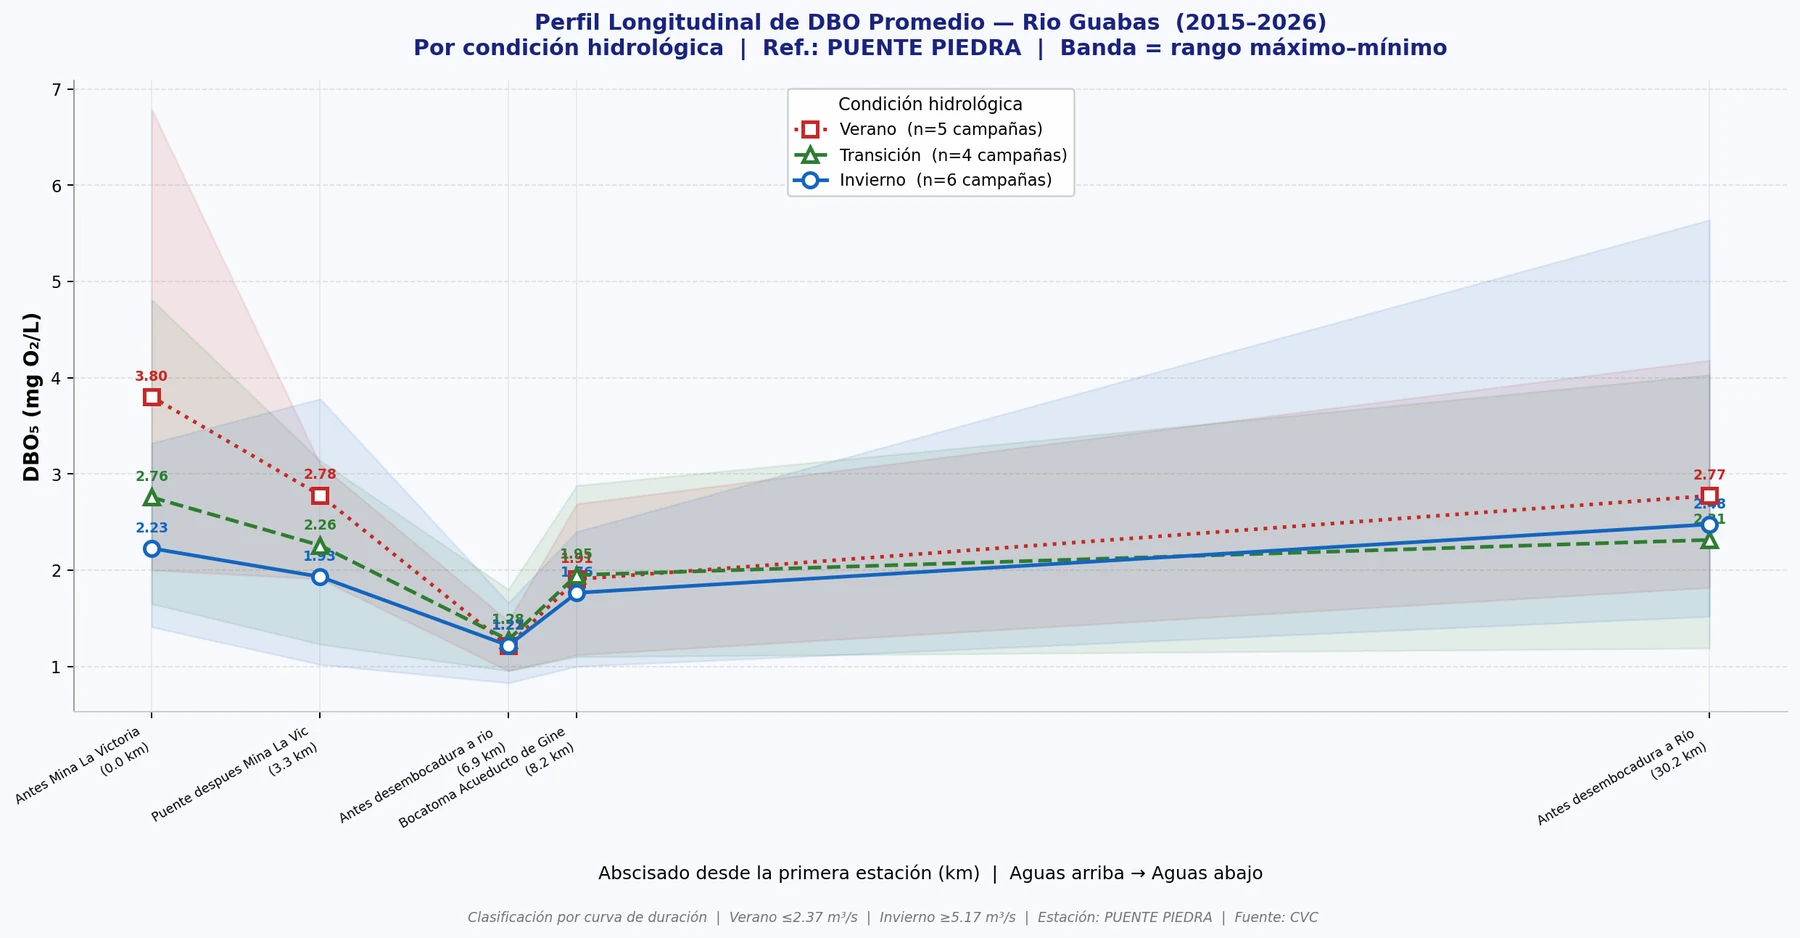 Perfil Longitudinal de DBO Promedio — Rio Guabas (2015–2026)
Por condición hidrológica | Ref.: PUENTE PIEDRA | Banda = rango máximo–mínimo
Condición hidrológica
Verano (n=5 campañas)
Transición (n=4 campañas)
Invierno (n=6 campañas)
DBO₅ (mg O₂/L)
7
6
5
4
3
2
1
3.80
2.76
2.23
2.78
2.26
1.93
1.28
1.95
1.91
2.77
Antes Mina La Victoria
(0.0 km)
Puente despues Mina La Vic
(3.3 km)
Antes desembocadura a rio
(6.9 km)
Bocatoma Acueducto de Gine
(8.2 km)
Antes desembocadura a Río
(30.2 km)
Abscisado desde la primera estación (km) | Aguas arriba → Aguas abajo
Clasificación por curva de duración | Verano ≤2.37 m³/s | Invierno ≥5.17 m³/s | Estación: PUENTE PIEDRA | Fuente: CVC